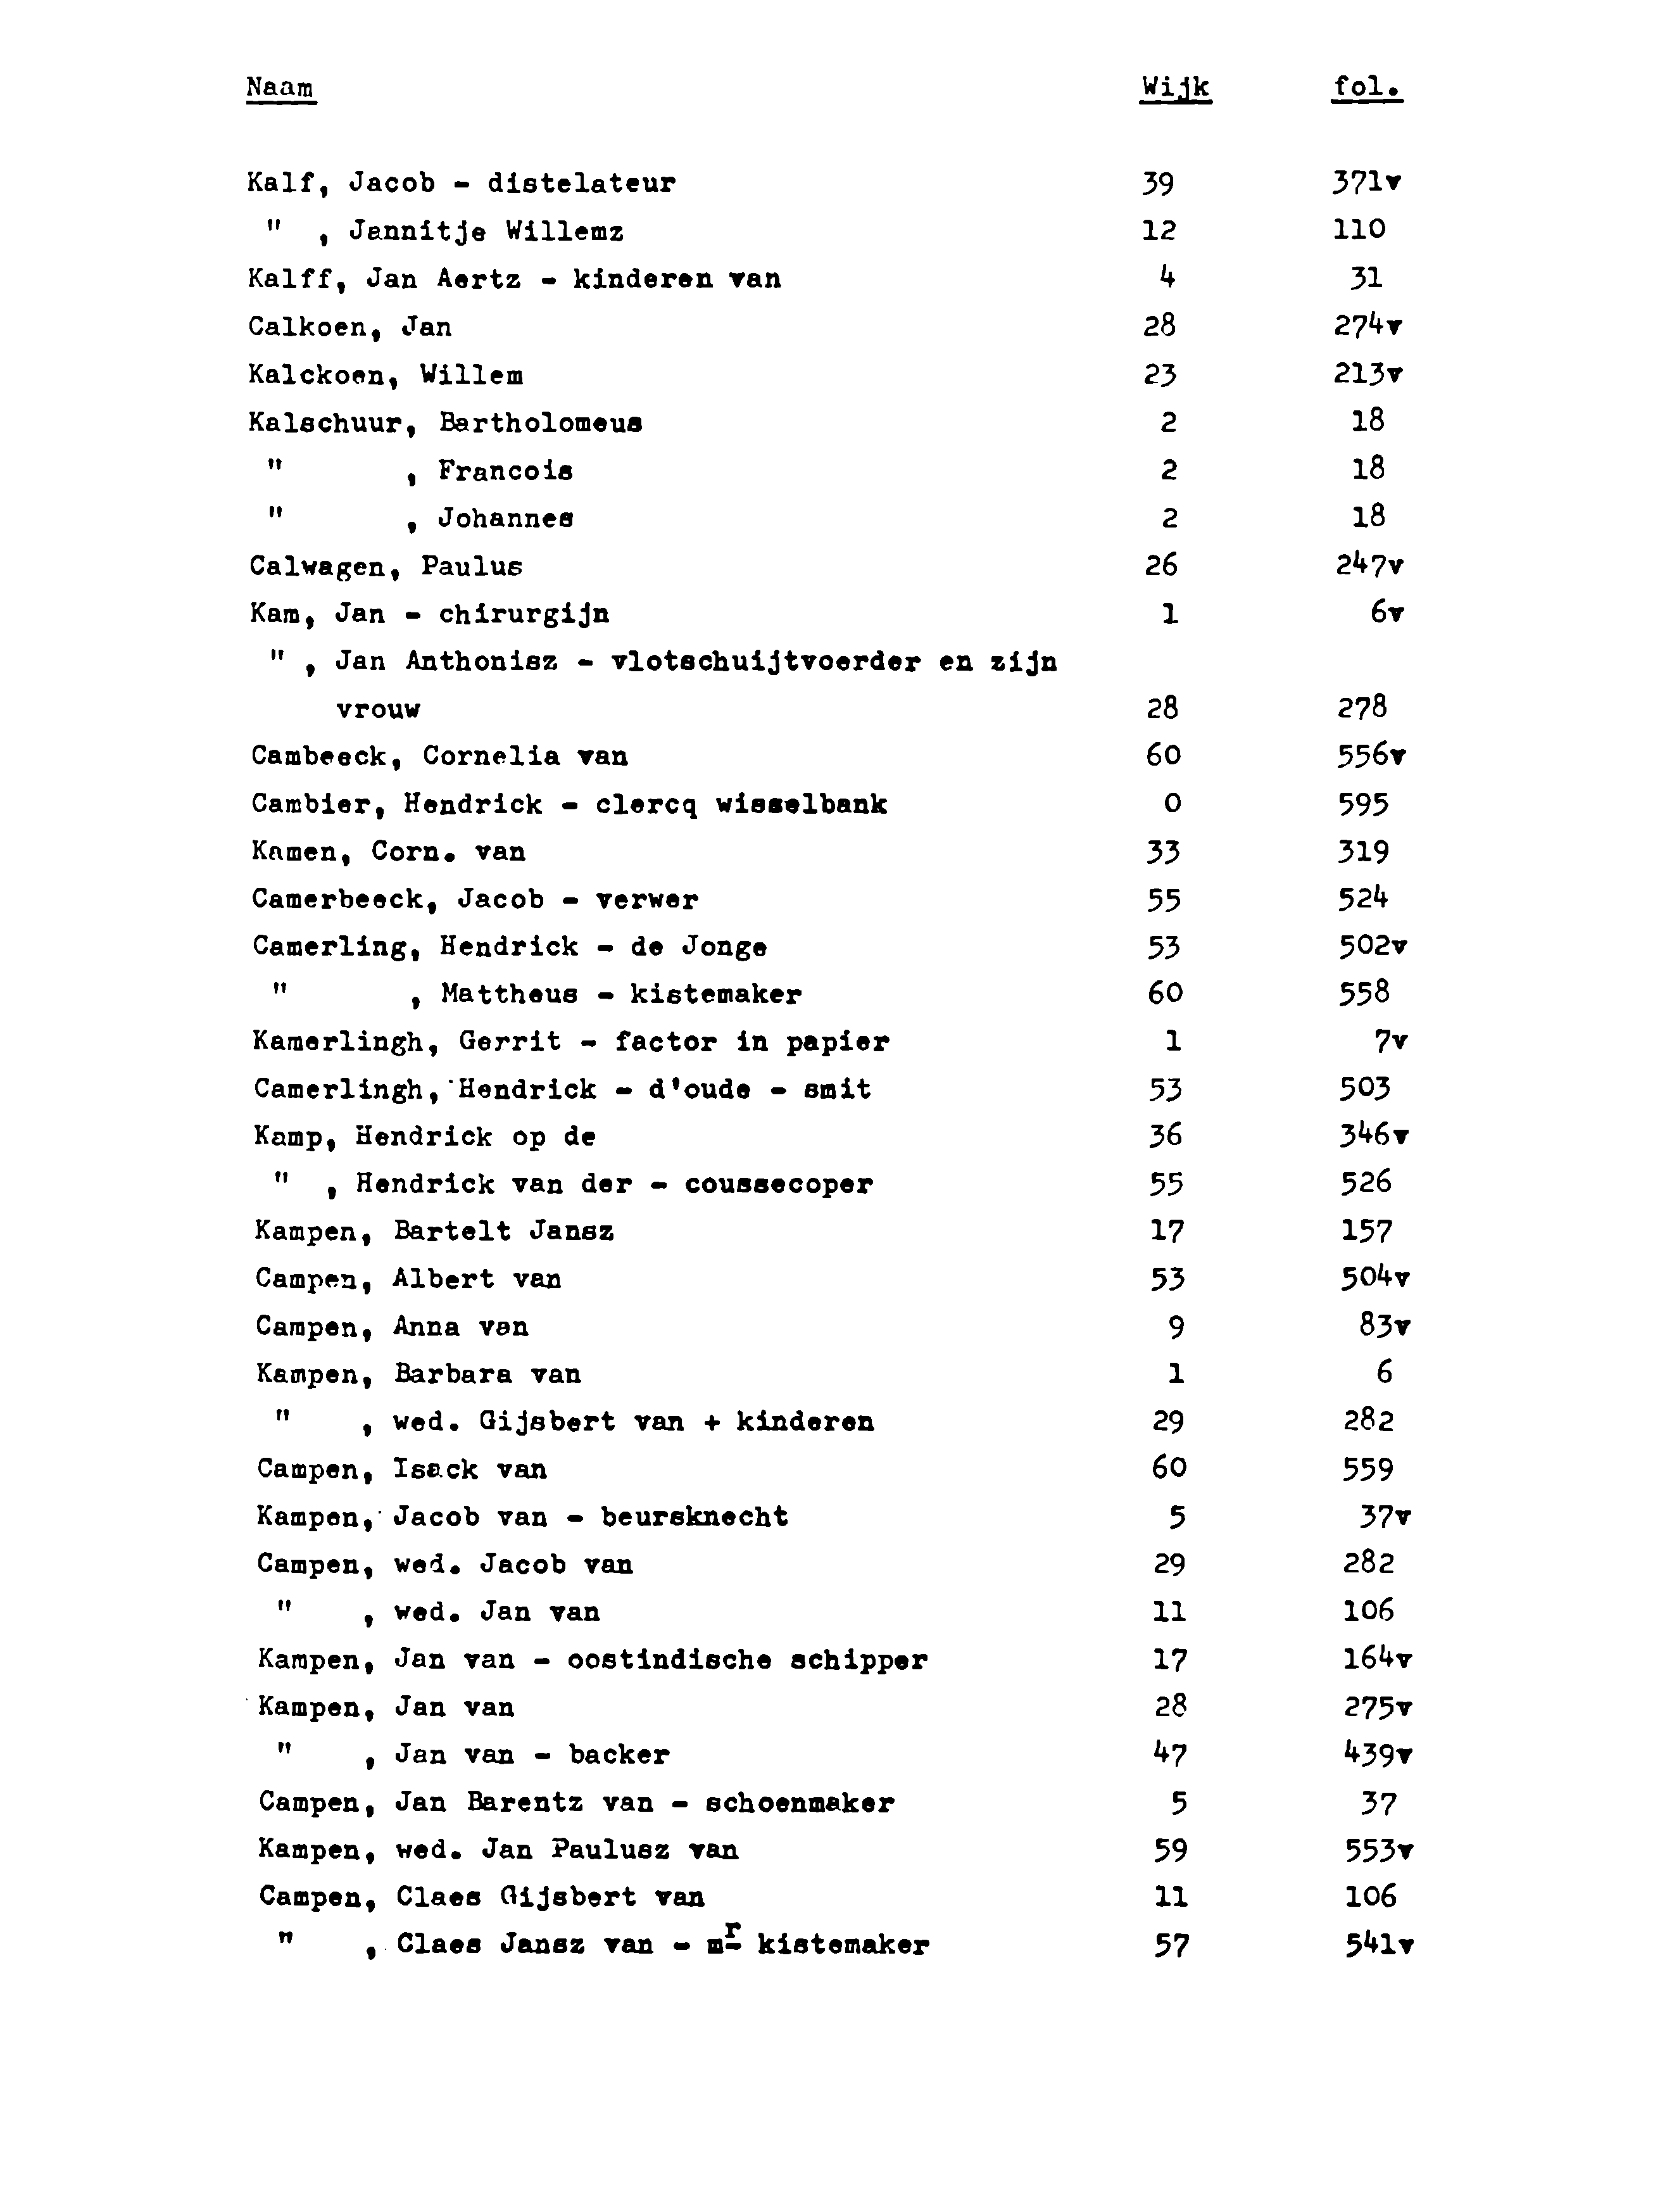 Naam Wijk fol.
Kalf, Jacob - distelateur 39 371v
" , Jannitje Willemz 12 110
Kalff, Jan Aertz - kinderen van 4 31
Calkoen, Jan 28 274v
Kalckoen, Willem 23 213v
Kalschuur, Bartholomeus 2 18
" , Francois 2 18
" , Johannes 2 18
Calwagen, Paulus 26 247v
Kam, Jan - chirurgijn 1 6v
" , Jan Anthonisz - vlotschuijtvoerder en zijn
vrouw 28 278
Cambeeck, Cornelia van 60 556v
Cambier, Hendrick - clercq wisselbank 0 595
Kamen, Corn. van 33 319
Camerbeeck, Jacob - verwer 55 524
Camerling, Hendrick - de Jonge 53 502v
" , Mattheus - kistemaker 60 558
Kamerlingh, Gerrit - factor in papier 1 7v
Camerlingh, Hendrick - d'oude - smit 53 503
Kamp, Hendrick op de 36 346v
" , Hendrick van der - coussecoper 55 526
Kampen, Bartelt Jansz 17 157
Campen, Albert van 53 504v
Campen, Anna van 9 83v
Kampen, Barbara van 1 6
" , wed. Gijsbert van + kinderen 29 282
Campen, Isack van 60 559
Kampen, Jacob van - beursknecht 5 37v
Campen, wed. Jacob van 29 282
" , wed. Jan van 11 106
Kampen, Jan van - oostindische schipper 17 164v
Kampen, Jan van 28 275v
" , Jan van - backer 47 439v
Campen, Jan Barentz van - schoenmaker 5 37
Kampen, wed. Jan Paulusz van 59 553v
Campen, Claes Gijsbert van 11 106
" , Claes Jansz van - mr kistemaker 57 541v